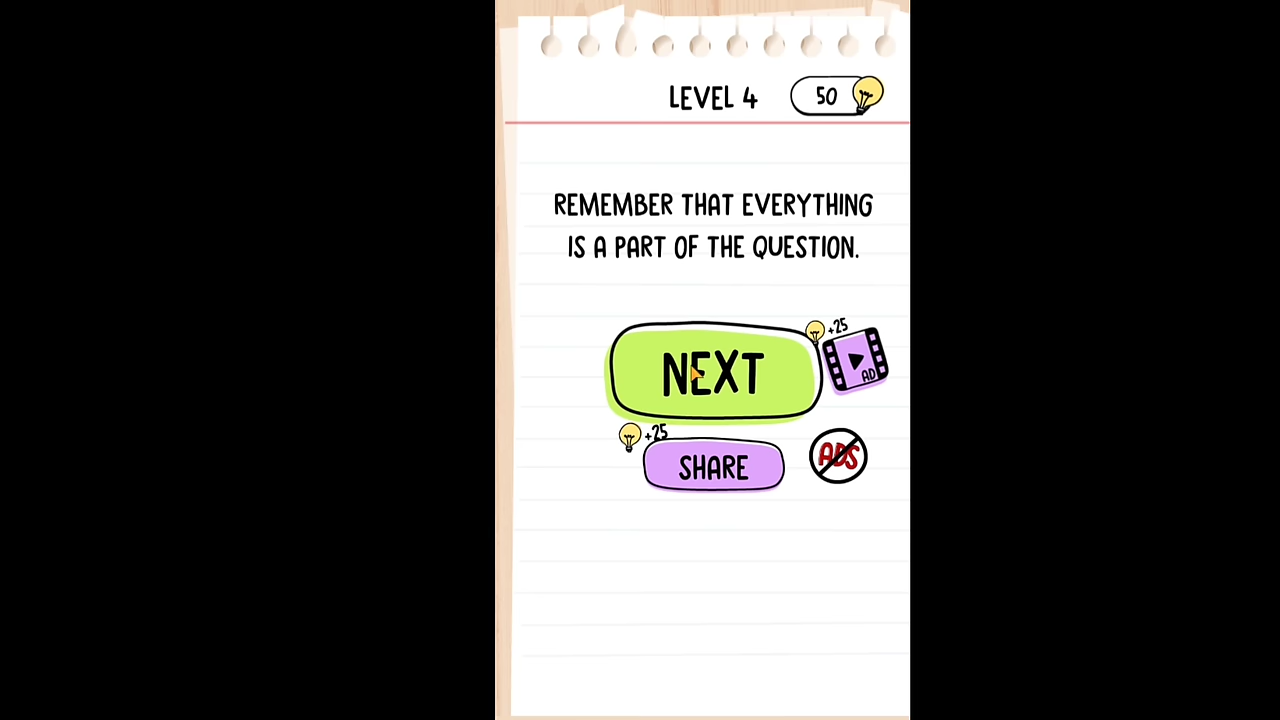 LEVEL 4
50
REMEMBER THAT EVERYTHING
IS A PART OF THE QUESTION.
+25
NEXT
AD
+25
SHARE
ADS